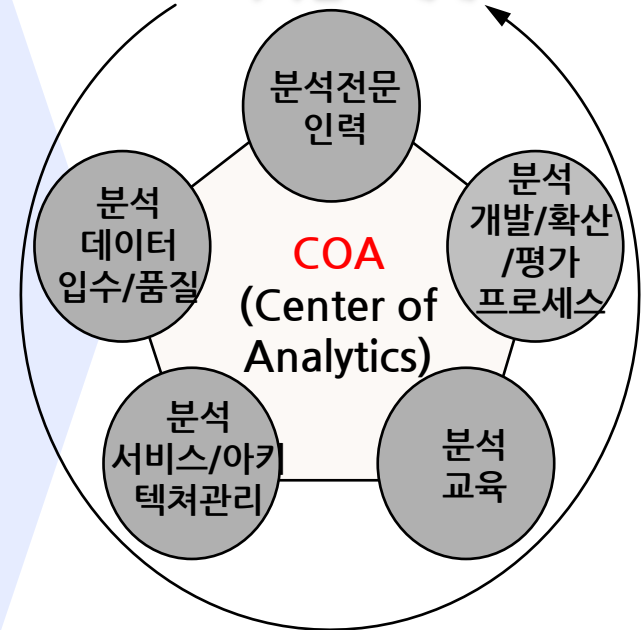 분석전문
인력
분석
개발/확산
/평가
프로세스
분석
데이터
입수/품질
COA
(Center of
Analytics)
분석
서비스/아키
텍쳐관리
분석
교육